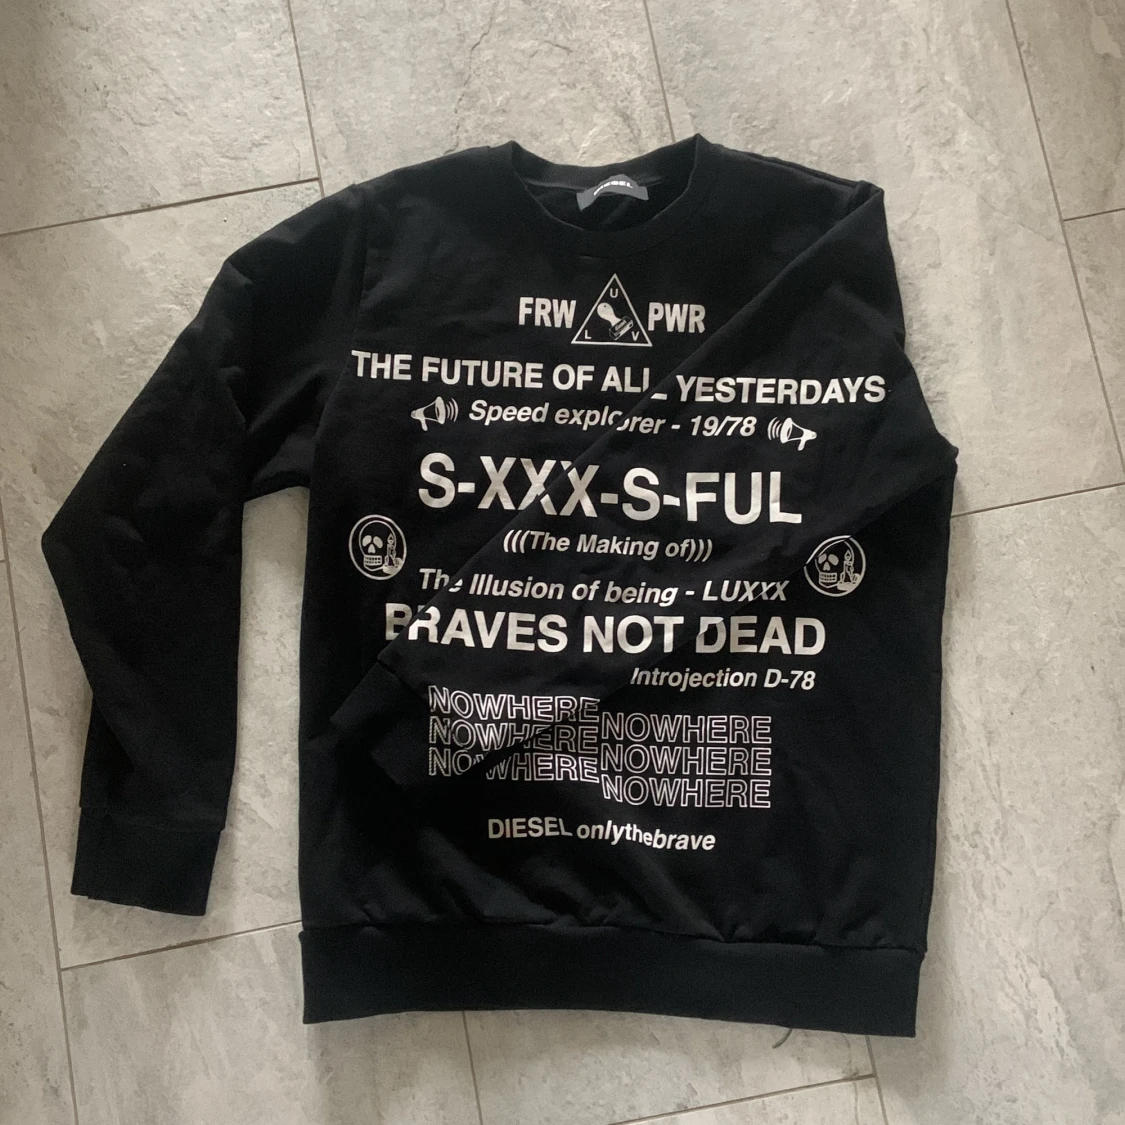 DIESEL
U
FRW PWR
L V
THE FUTURE OF ALL YESTERDAYS
Speed explorer - 19/78
S-XXX-S-FUL
(((The Making of)))
The Illusion of being - LUXXX
BRAVES NOT DEAD
Introjection D-78
NOWHERE
NOWHERE NOWHERE
NOWHERE NOWHERE
NOWHERE
DIESEL onlythebrave